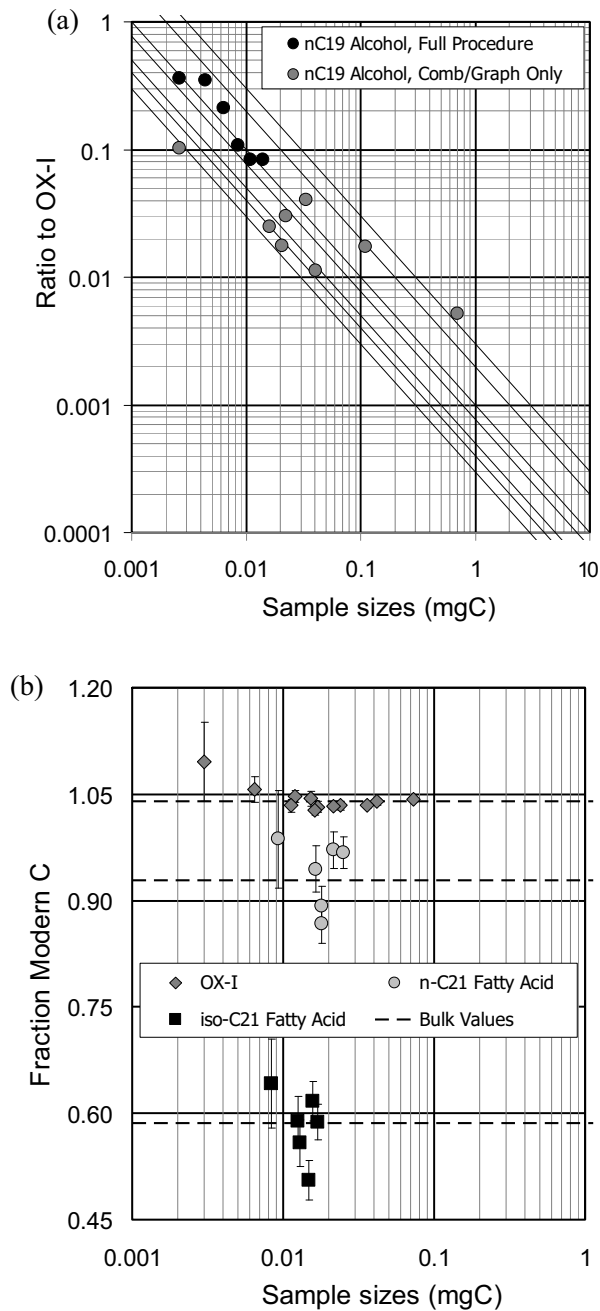 (a)
1
0.1
0.01
0.001
0.0001
Ratio to OX-I
nC19 Alcohol, Full Procedure
nC19 Alcohol, Comb/Graph Only
0.001 0.01 0.1 1 10
Sample sizes (mgC)
(b)
1.20
1.05
0.90
0.75
0.60
0.45
Fraction Modern C
OX-I n-C21 Fatty Acid
iso-C21 Fatty Acid Bulk Values
0.001 0.01 0.1 1
Sample sizes (mgC)